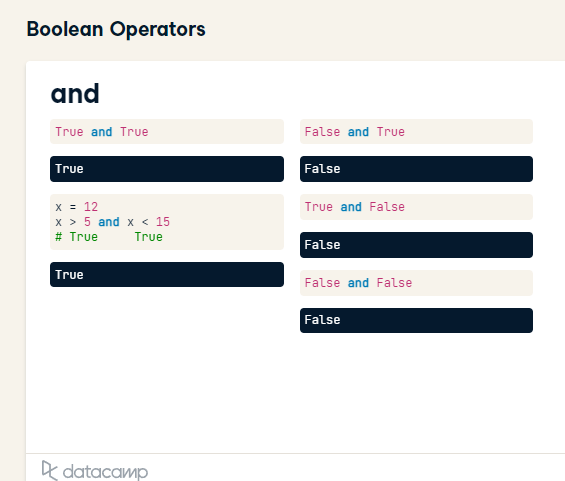 Boolean Operators
and
True and True
True
x = 12
x > 5 and x < 15
# True     True
True
False and True
False
True and False
False
False and False
False
datacamp